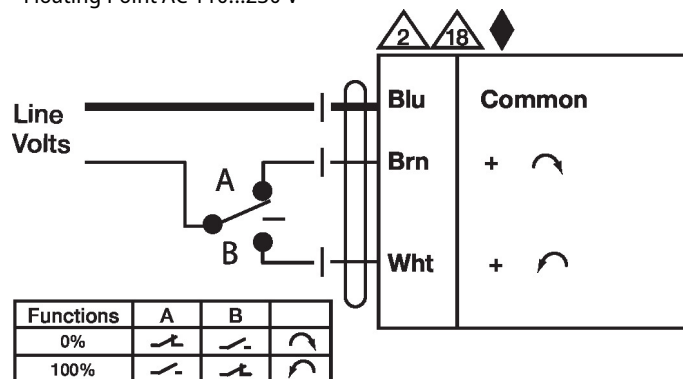 Floating Point AC 110...230 V
2 18
Line
Volts
Blu Common
Brn +
A
B
Wht +
Functions A B
0%
100%